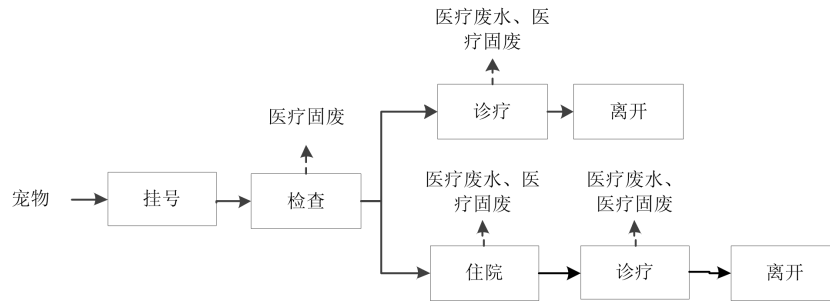 医疗废水、医
疗固废
诊疗
离开
医疗固废
宠物
挂号
检查
医疗废水、医
疗固废
医疗废水、
医疗固废
住院
诊疗
离开